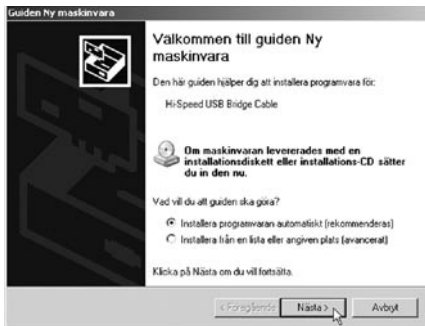 Guiden Ny maskinvara
Välkommen till guiden Ny
maskinvara
Den här guiden hjälper dig att installera programvara för:
Hi-Speed USB Bridge Cable
Om maskinvaran levererades med en
installationsdiskett eller installations-CD sätter
du in den nu.
Vad vill du att guiden ska göra?
Installera programvaran automatiskt (rekommenderas)
Installera från en lista eller angiven plats (avancerat)
Klicka på Nästa om du vill fortsätta.
< Föregående Nästa > Avbryt